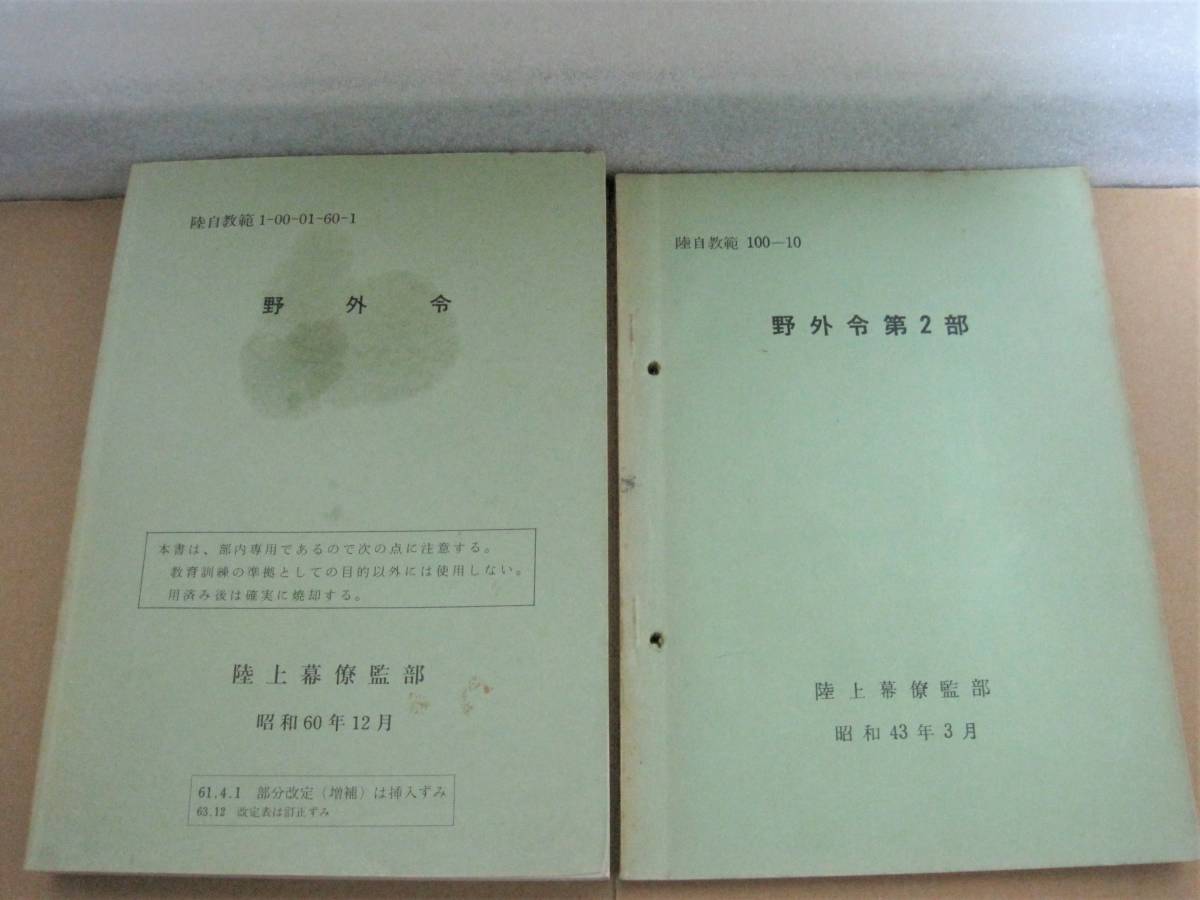 陸自教範 1-00-01-60-1
野外令
本書は、部内専用であるので次の点に注意する。
教育訓練の準拠としての目的以外には使用しない。
用済み後は確実に焼却する。
陸上幕僚監部
昭和60年12月
61.4.1 部分改定（増補）は挿入ずみ
63.12 改定表は訂正ずみ
陸自教範 100-10
野外令第2部
陸上幕僚監部
昭和43年3月